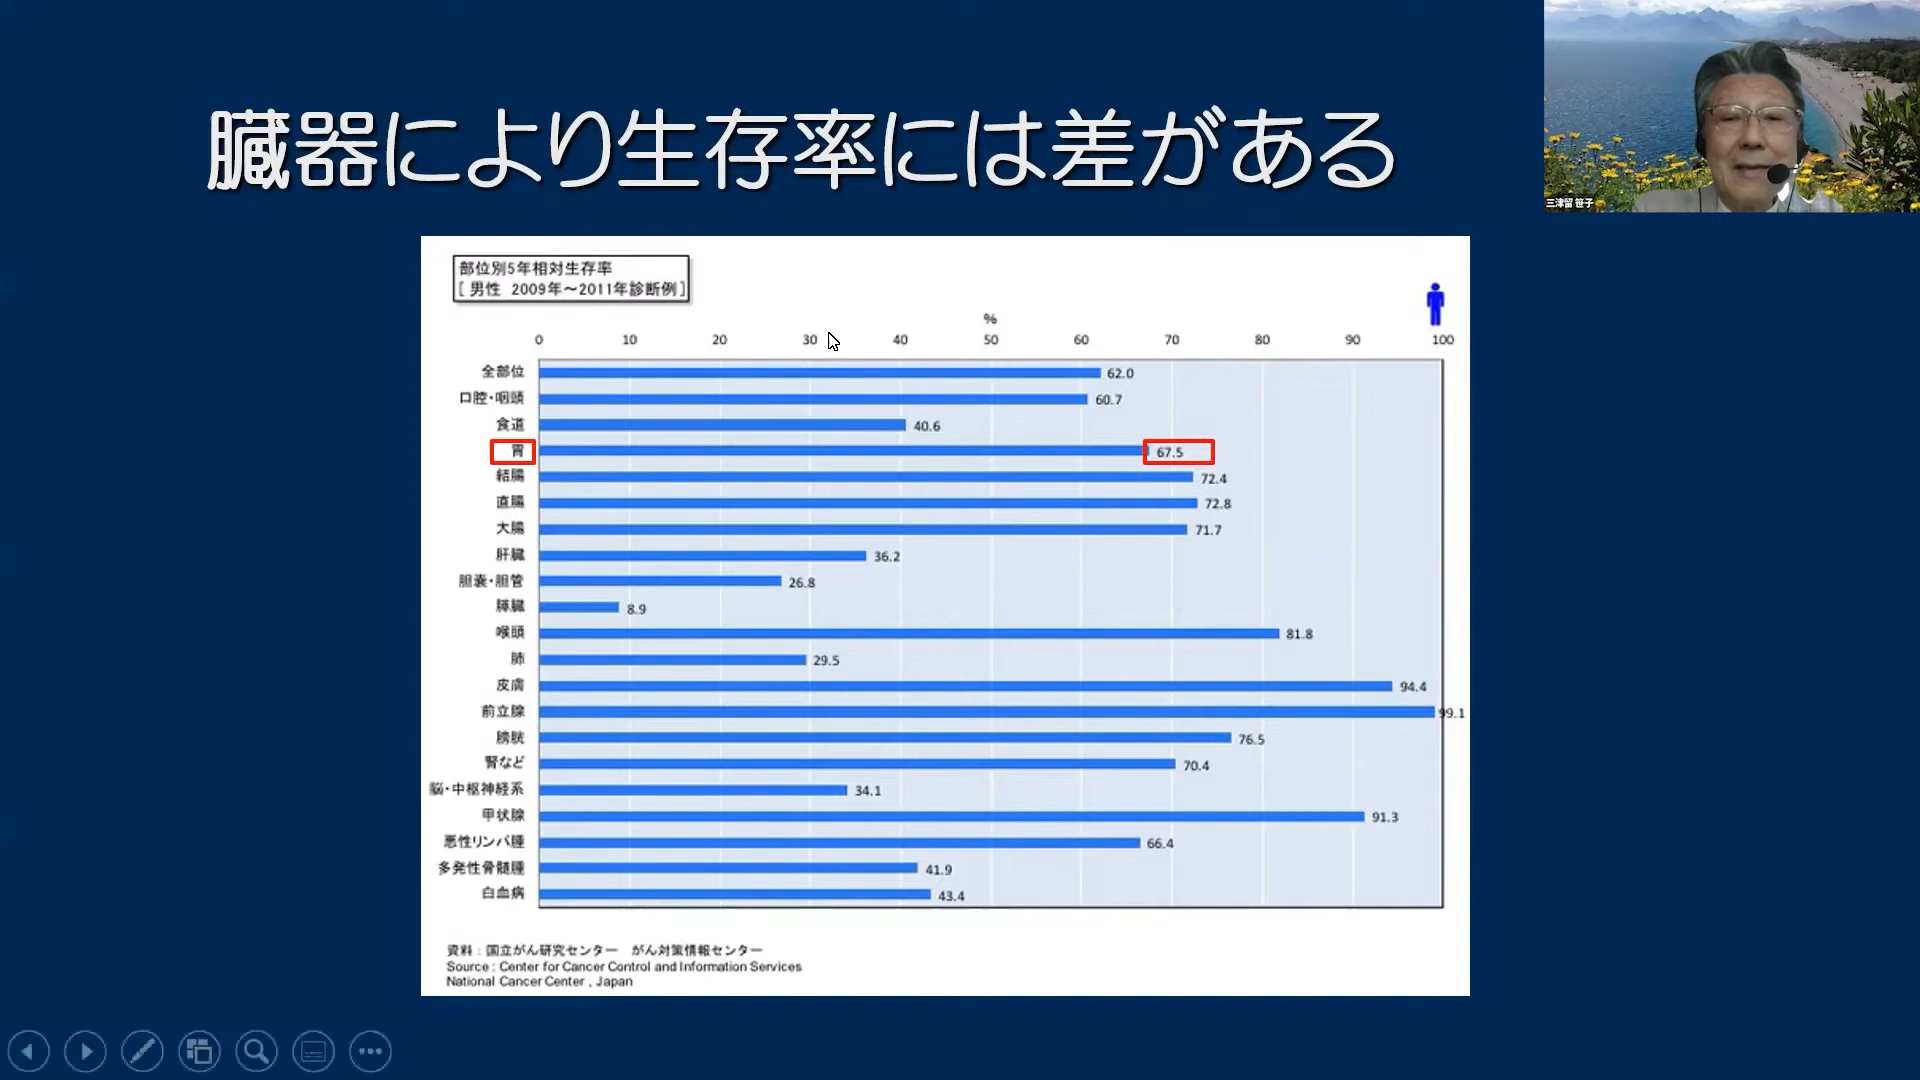 臓器により生存率には差がある
三津留 笹子
部位別5年相対生存率
[ 男性 2009年～2011年診断例 ]
%
0 10 20 30 40 50 60 70 80 90 100
全部位 62.0
口腔・咽頭 60.7
食道 40.6
胃 67.5
結腸 72.4
直腸 72.8
大腸 71.7
肝臓 36.2
胆嚢・胆管 26.8
膵臓 8.9
喉頭 81.8
肺 29.5
皮膚 94.4
前立腺 99.1
膀胱 76.5
腎など 70.4
脳・中枢神経系 34.1
甲状腺 91.3
悪性リンパ腫 66.4
多発性骨髄腫 41.9
白血病 43.4
資料：国立がん研究センター がん対策情報センター
Source : Center for Cancer Control and Information Services
National Cancer Center , Japan